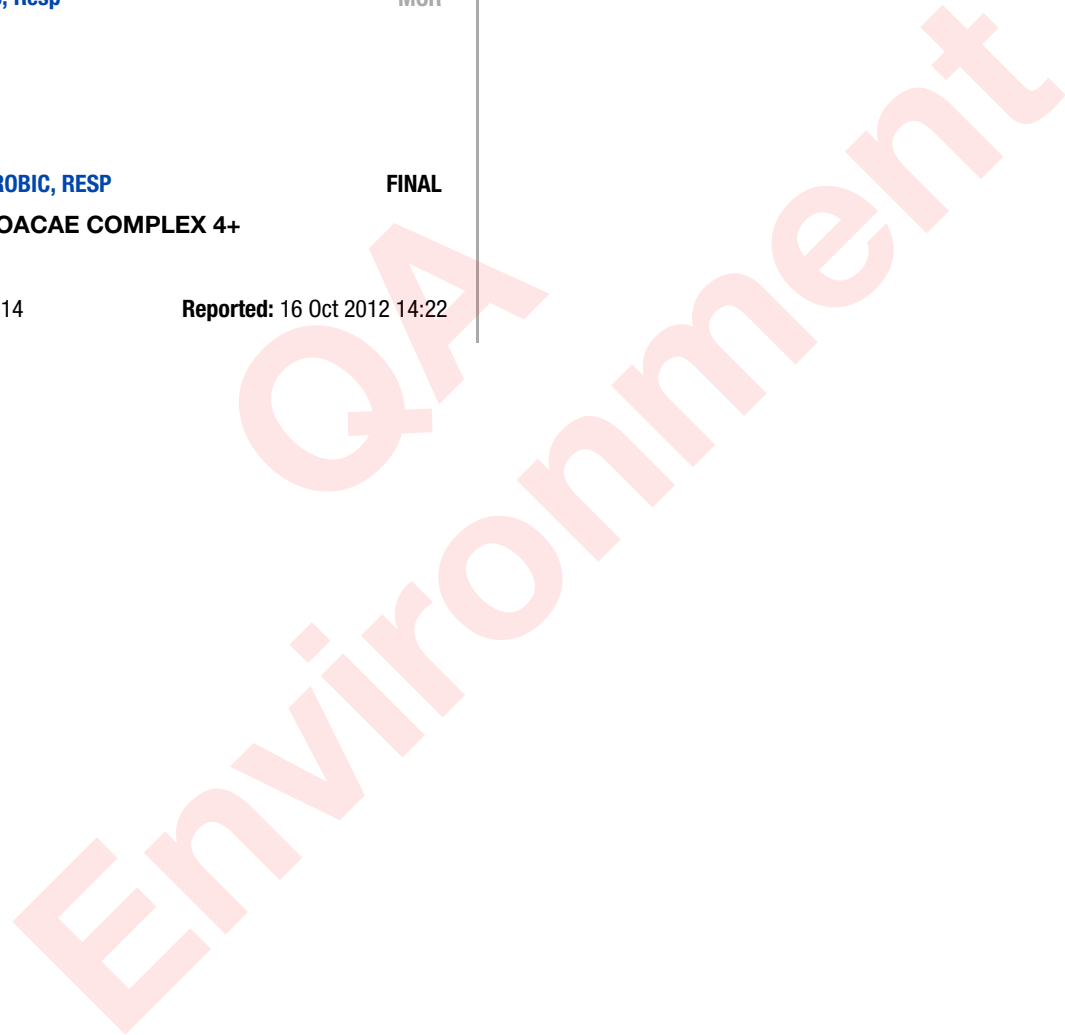 , Resp
ROBIC, RESP FINAL
OACAE COMPLEX 4+
14 Reported: 16 Oct 2012 14:22
QA
Environment